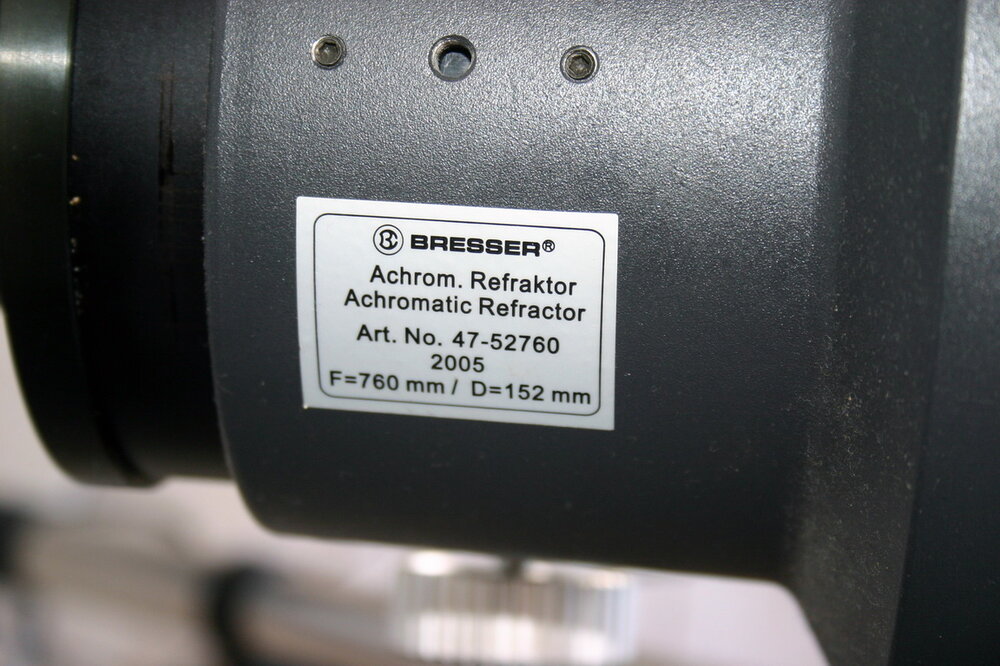 BRESSER®
Achrom. Refraktor
Achromatic Refractor
Art. No. 47-52760
2005
F=760 mm / D=152 mm